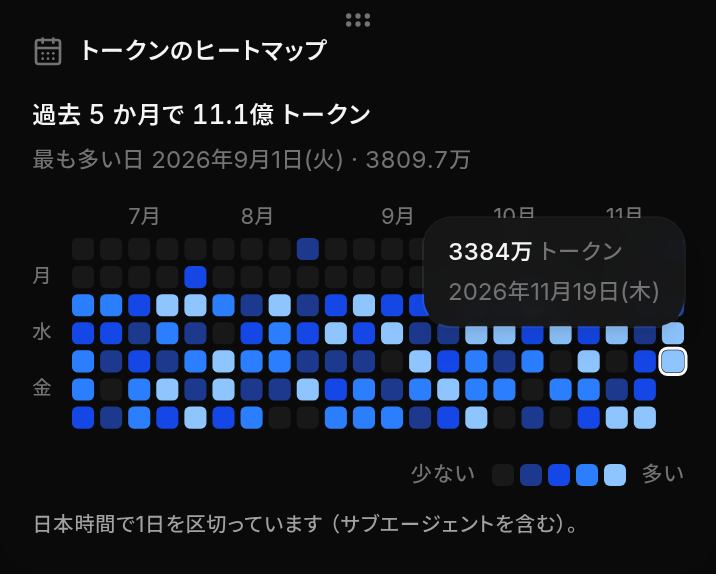 トークンのヒートマップ
過去 5 か月で 11.1億 トークン
最も多い日 2026年9月1日(火) · 3809.7万
7月 8月 9月 10月 11月
3384万 トークン
2026年11月19日(木)
月
水
金
少ない 多い
日本時間で1日を区切っています（サブエージェントを含む）。